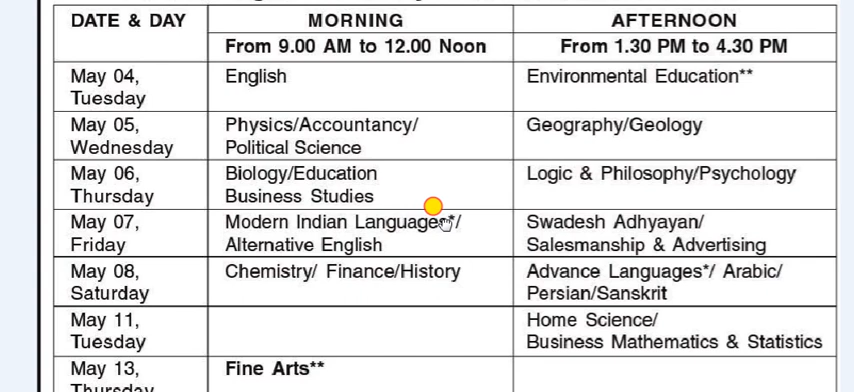 DATE & DAY MORNING AFTERNOON
From 9.00 AM to 12.00 Noon From 1.30 PM to 4.30 PM
May 04, English Environmental Education**
Tuesday
May 05, Physics/Accountancy/ Geography/Geology
Wednesday Political Science
May 06, Biology/Education Logic & Philosophy/Psychology
Thursday Business Studies
May 07, Modern Indian Languages*/ Swadesh Adhyayan/
Friday Alternative English Salesmanship & Advertising
May 08, Chemistry/ Finance/History Advance Languages*/ Arabic/
Saturday Persian/Sanskrit
May 11, Home Science/
Tuesday Business Mathematics & Statistics
May 13, Fine Arts**
Thursday